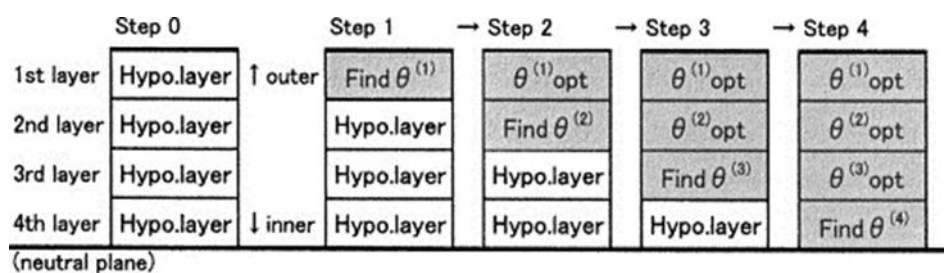 Step 0 Step 1 → Step 2 → Step 3 → Step 4
1st layer Hypo.layer ↑ outer Find θ⁽¹⁾ θ⁽¹⁾opt θ⁽¹⁾opt θ⁽¹⁾opt
2nd layer Hypo.layer Hypo.layer Find θ⁽²⁾ θ⁽²⁾opt θ⁽²⁾opt
3rd layer Hypo.layer Hypo.layer Hypo.layer Find θ⁽³⁾ θ⁽³⁾opt
4th layer Hypo.layer ↓ inner Hypo.layer Hypo.layer Hypo.layer Find θ⁽⁴⁾
(neutral plane)